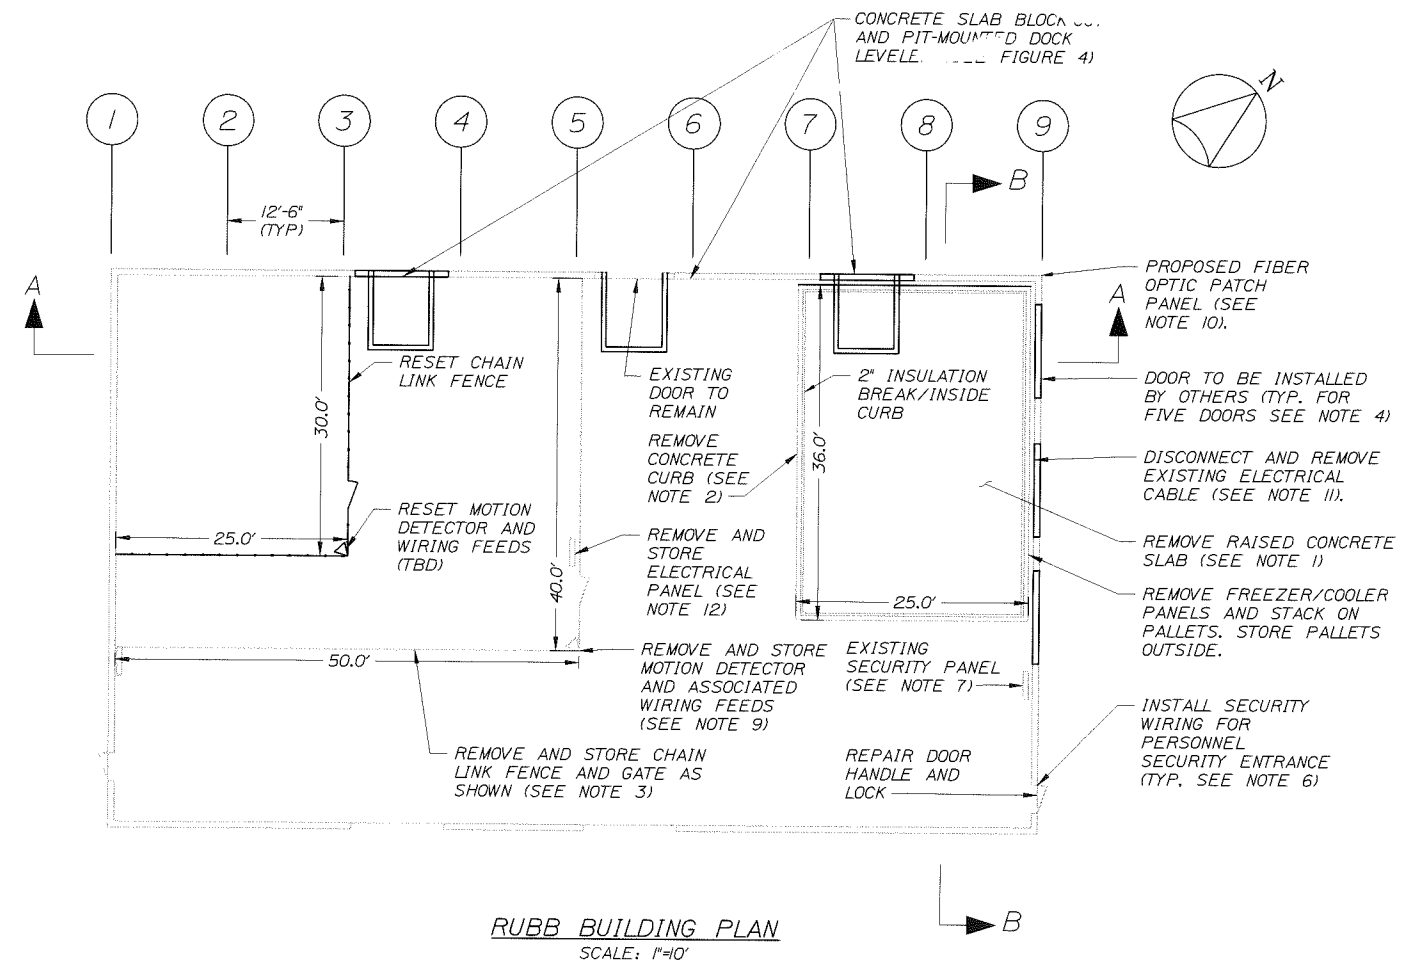 CONCRETE SLAB BLOCK
AND PIT-MOUNTED DOCK
FIGURE 4)
N
1 2 3 4 5 6 7 8 9
B
12'-6"
(TYP)
A
A
PROPOSED FIBER
OPTIC PATCH
PANEL (SEE
NOTE 10).
RESET CHAIN
LINK FENCE
EXISTING
DOOR TO
REMAIN
2" INSULATION
BREAK/INSIDE
CURB
DOOR TO BE INSTALLED
BY OTHERS (TYP. FOR
FIVE DOORS SEE NOTE 4)
30.0'
36.0'
REMOVE
CONCRETE
CURB (SEE
NOTE 2)
DISCONNECT AND REMOVE
EXISTING ELECTRICAL
CABLE (SEE NOTE 11).
RESET MOTION
DETECTOR AND
WIRING FEEDS
(TBD)
25.0'
REMOVE AND
STORE
ELECTRICAL
PANEL (SEE
NOTE 12)
40.0'
REMOVE RAISED CONCRETE
SLAB (SEE NOTE 1)
25.0'
REMOVE FREEZER/COOLER
PANELS AND STACK ON
PALLETS. STORE PALLETS
OUTSIDE.
50.0'
REMOVE AND STORE
MOTION DETECTOR
AND ASSOCIATED
WIRING FEEDS
(SEE NOTE 9)
EXISTING
SECURITY PANEL
(SEE NOTE 7)
INSTALL SECURITY
WIRING FOR
PERSONNEL
SECURITY ENTRANCE
(TYP, SEE NOTE 6)
REMOVE AND STORE CHAIN
LINK FENCE AND GATE AS
SHOWN (SEE NOTE 3)
REPAIR DOOR
HANDLE AND
LOCK
B
RUBB BUILDING PLAN
SCALE: 1"=10'